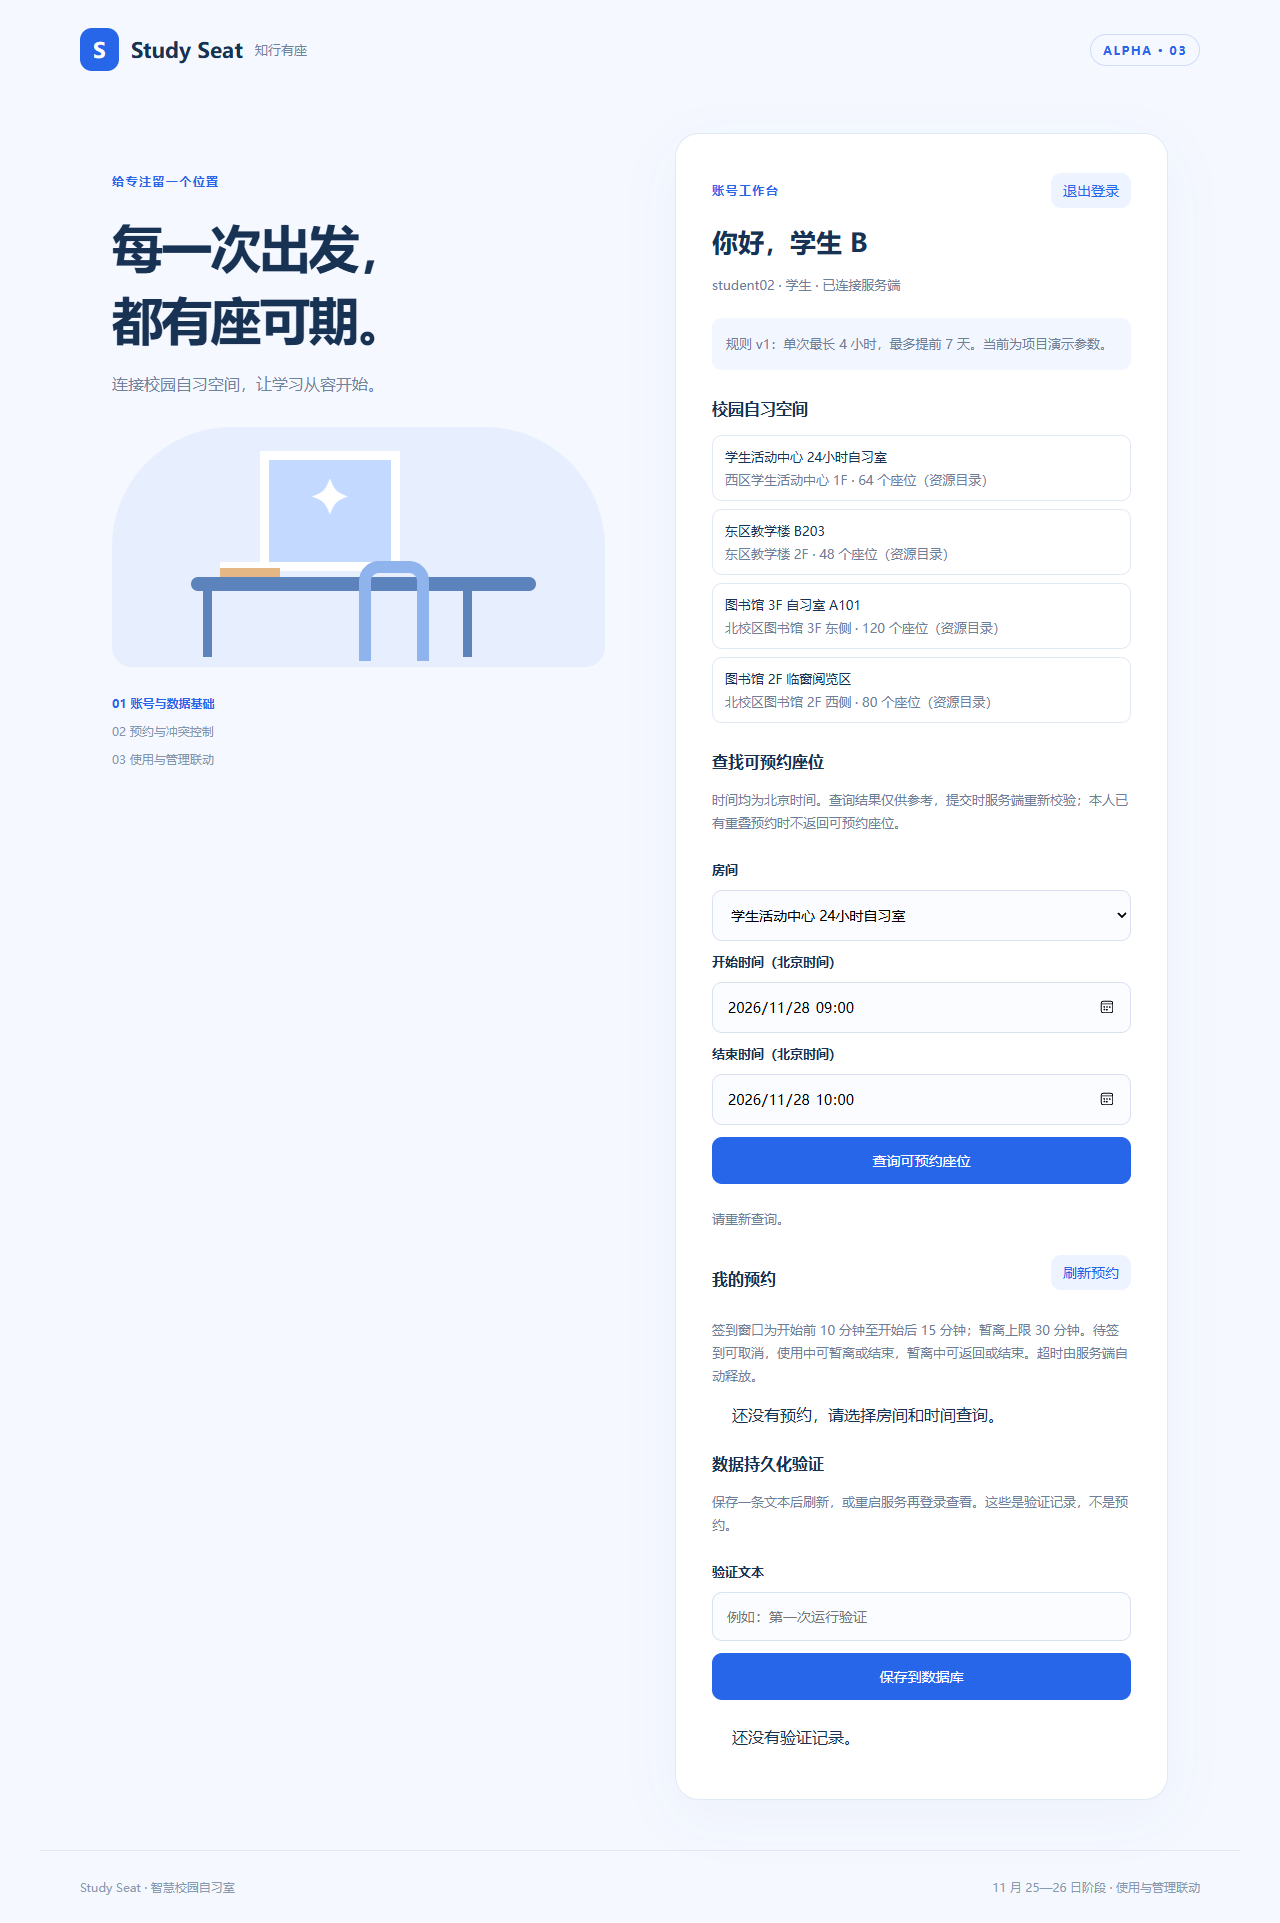 S Study Seat 知行有座
ALPHA • 03
给专注留一个位置
每一次出发，
都有座可期。
连接校园自习空间，让学习从容开始。
01 账号与数据基础
02 预约与冲突控制
03 使用与管理联动
账号工作台
退出登录
你好，学生 B
student02 · 学生 · 已连接服务端
规则 v1：单次最长 4 小时，最多提前 7 天。当前为项目演示参数。
校园自习空间
学生活动中心 24小时自习室
西区学生活动中心 1F · 64 个座位（资源目录）
东区教学楼 B203
东区教学楼 2F · 48 个座位（资源目录）
图书馆 3F 自习室 A101
北校区图书馆 3F 东侧 · 120 个座位（资源目录）
图书馆 2F 临窗阅览区
北校区图书馆 2F 西侧 · 80 个座位（资源目录）
查找可预约座位
时间均为北京时间。查询结果仅供参考，提交时服务端重新校验；本人已
有重叠预约时不返回可预约座位。
房间
学生活动中心 24小时自习室
开始时间（北京时间）
2026/11/28 09:00
结束时间（北京时间）
2026/11/28 10:00
查询可预约座位
请重新查询。
我的预约
刷新预约
签到窗口为开始前 10 分钟至开始后 15 分钟；暂离上限 30 分钟。待签
到可取消，使用中可暂离或结束，暂离中可返回或结束。超时由服务端自
动释放。
还没有预约，请选择房间和时间查询。
数据持久化验证
保存一条文本后刷新，或重启服务再登录查看。这些是验证记录，不是预
约。
验证文本
例如：第一次运行验证
保存到数据库
还没有验证记录。
Study Seat · 智慧校园自习室
11 月 25—26 日阶段 · 使用与管理联动